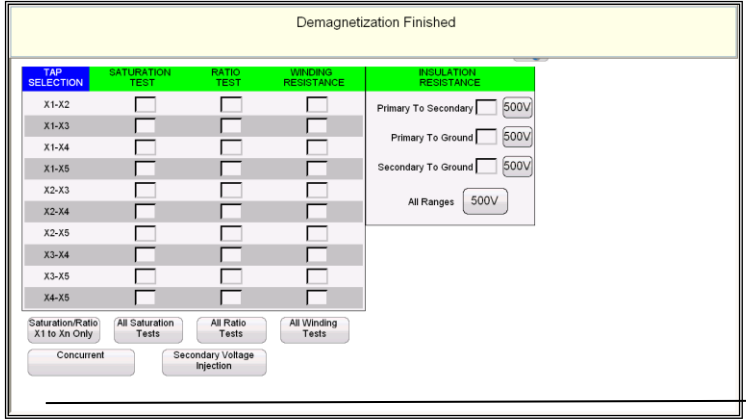 Demagnetization Finished
TAP SELECTION SATURATION TEST RATIO TEST WINDING RESISTANCE INSULATION RESISTANCE
X1-X2
X1-X3
X1-X4
X1-X5
X2-X3
X2-X4
X2-X5
X3-X4
X3-X5
X4-X5
Primary To Secondary 500V
Primary To Ground 500V
Secondary To Ground 500V
All Ranges 500V
Saturation/Ratio X1 to Xn Only
All Saturation Tests
All Ratio Tests
All Winding Tests
Concurrent
Secondary Voltage Injection